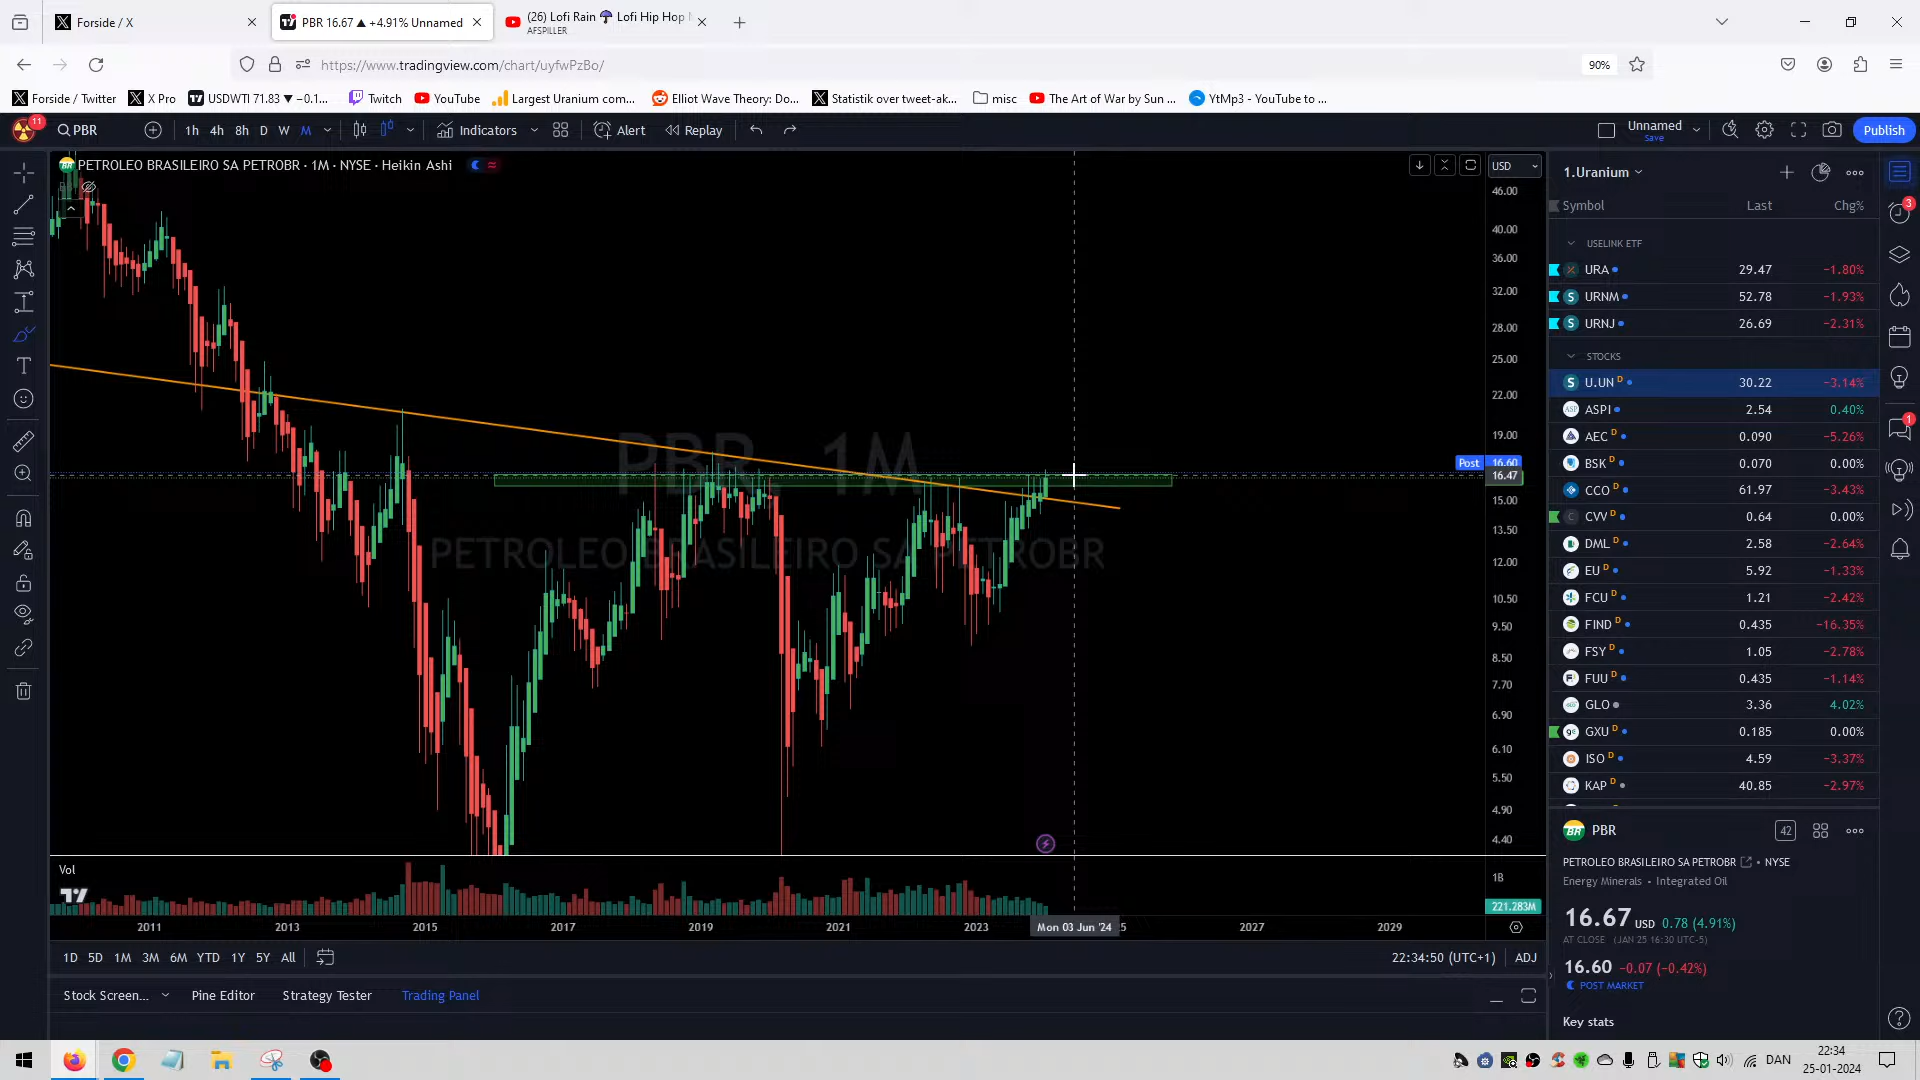 Forside / X
PBR 16.67 ▲ +4.91% Unnamed
(26) Lofi Rain ☂ Lofi Hip Hop
AFSPILLER
https://www.tradingview.com/chart/uyfwPzBo/
90%
Forside / Twitter
X Pro
USDWTI 71.83 ▼ −0.1...
Twitch
YouTube
Largest Uranium com...
Elliot Wave Theory: Do...
Statistik over tweet-ak...
misc
The Art of War by Sun ...
YtMp3 - YouTube to ...
11
PBR
1h 4h 8h D W M
Indicators
Alert
Replay
Unnamed
Save
Publish
PETROLEO BRASILEIRO SA PETROBR · 1M · NYSE · Heikin Ashi
USD
46.00
40.00
36.00
32.00
28.00
25.00
22.00
19.00
Post 16.60
16.47
15.00
13.50
12.00
10.50
9.50
8.50
7.70
6.90
6.10
5.50
4.90
4.40
PBR, 1M
PETROLEO BRASILEIRO SA PETROBR
Vol
1B
221.283M
2011 2013 2015 2017 2019 2021 2023 Mon 03 Jun '24 5 2027 2029
1D 5D 1M 3M 6M YTD 1Y 5Y All
22:34:50 (UTC+1)
ADJ
Stock Screen...
Pine Editor
Strategy Tester
Trading Panel
1.Uranium
Symbol Last Chg%
USELINK ETF
URA 29.47 −1.80%
URNM 52.78 −1.93%
URNJ 26.69 −2.31%
STOCKS
U.UN D 30.22 −3.14%
ASPI 2.54 0.40%
AEC D 0.090 −5.26%
BSK D 0.070 0.00%
CCO D 61.97 −3.43%
CVV D 0.64 0.00%
DML D 2.58 −2.64%
EU D 5.92 −1.33%
FCU D 1.21 −2.42%
FIND D 0.435 −16.35%
FSY D 1.05 −2.78%
FUU D 0.435 −1.14%
GLO 3.36 4.02%
GXU D 0.185 0.00%
ISO D 4.59 −3.37%
KAP D 40.85 −2.97%
PBR
42
PETROLEO BRASILEIRO SA PETROBR • NYSE
Energy Minerals • Integrated Oil
16.67 USD 0.78 (4.91%)
AT CLOSE (JAN 25 16:30 UTC-5)
16.60 −0.07 (−0.42%)
POST MARKET
Key stats
3
1
DAN
22:34
25-01-2024